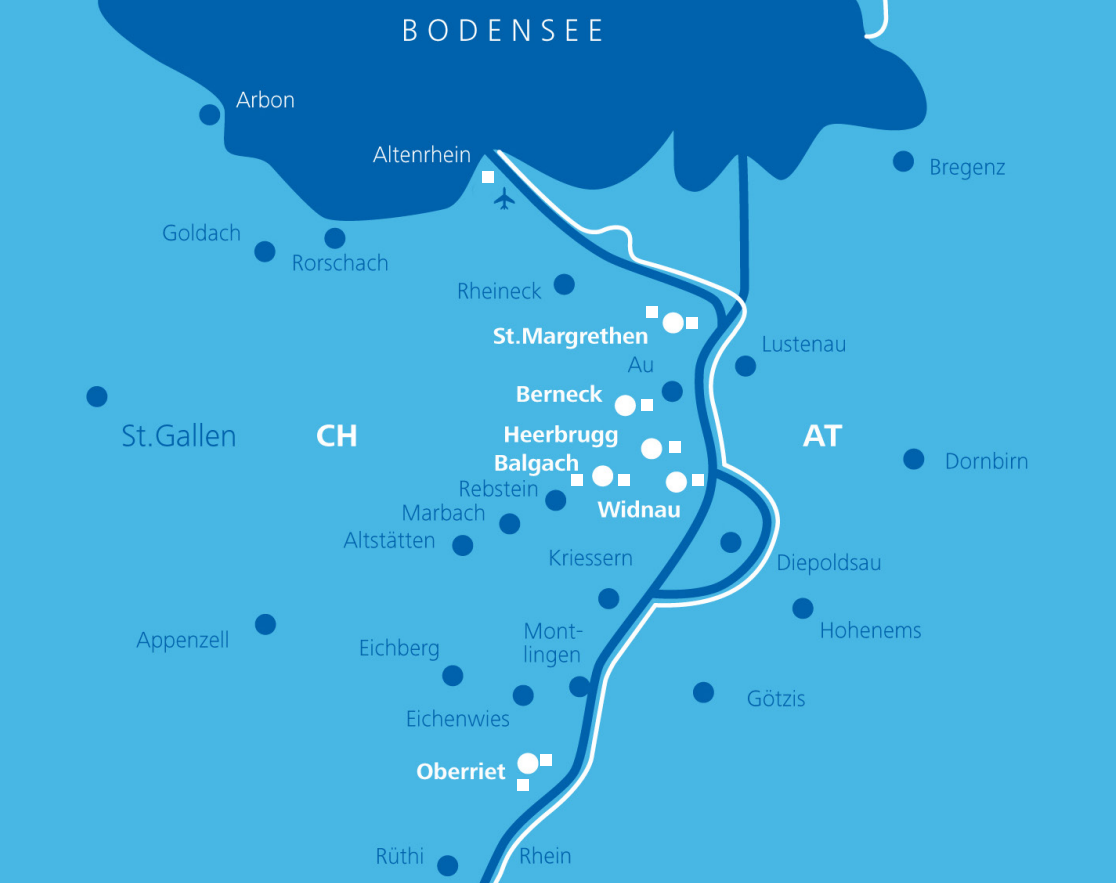 BODENSEE
Arbon
Altenrhein
Bregenz
Goldach
Rorschach
Rheineck
St.Margrethen
Lustenau
Au
Berneck
St.Gallen
CH
Heerbrugg
AT
Balgach
Dornbirn
Rebstein
Widnau
Marbach
Altstätten
Kriessern
Diepoldsau
Appenzell
Mont-
lingen
Hohenems
Eichberg
Götzis
Eichenwies
Oberriet
Rüthi
Rhein